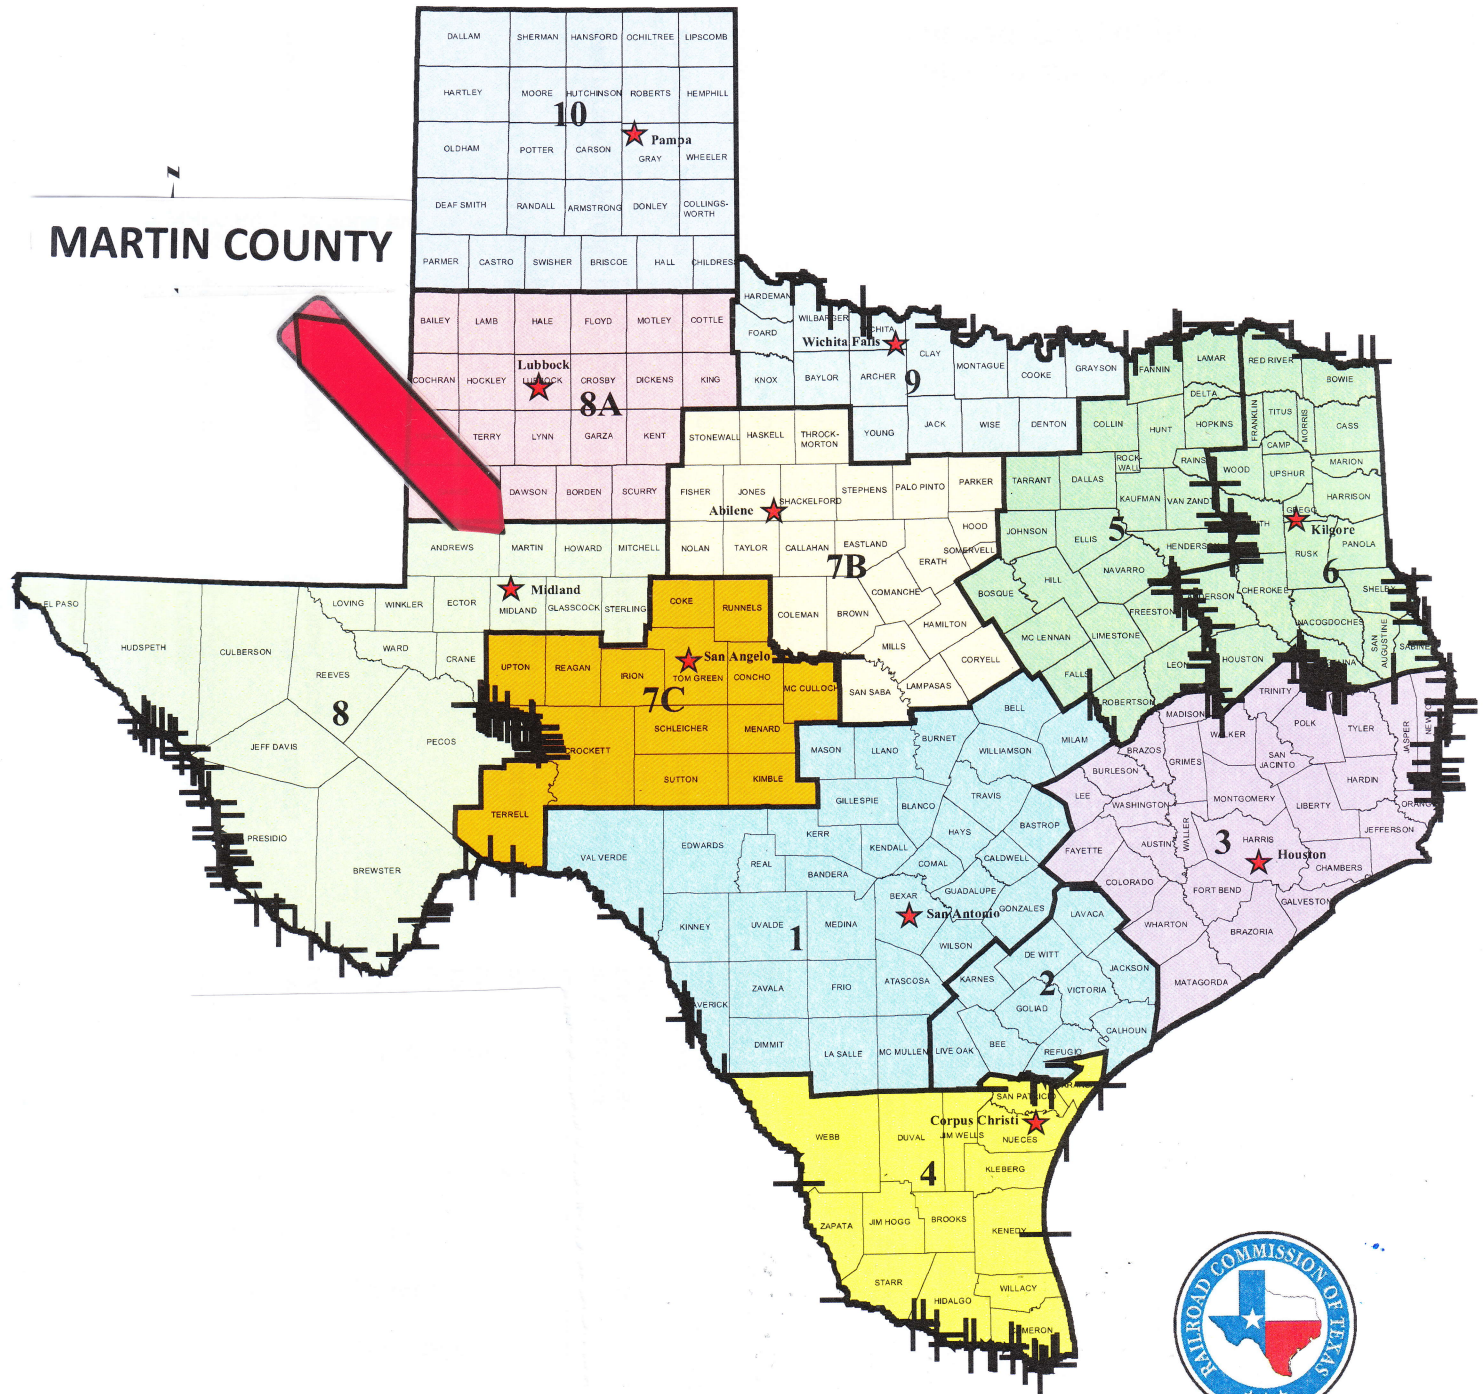 DALLAM SHERMAN HANSFORD OCHILTREE LIPSCOMB
HARTLEY MOORE HUTCHINSON ROBERTS HEMPHILL
10
Pampa
OLDHAM POTTER CARSON GRAY WHEELER
N
DEAF SMITH RANDALL ARMSTRONG DONLEY COLLINGS-
WORTH
MARTIN COUNTY
PARMER CASTRO SWISHER BRISCOE HALL CHILDRES
HARDEMAN
BAILEY LAMB HALE FLOYD MOTLEY COTTLE
FOARD WILBARGER
Wichita Falls
CLAY MONTAGUE COOKE GRAYSON FANNIN LAMAR RED RIVER BOWIE
Lubbock
COCHRAN HOCKLEY LUBBOCK CROSBY DICKENS KING
KNOX BAYLOR ARCHER
9
8A
DELTA FRANKLIN TITUS MORRIS CASS
TERRY LYNN GARZA KENT
STONEWALL HASKELL THROCK-
MORTON
YOUNG JACK WISE DENTON COLLIN HUNT HOPKINS CAMP
ROCK-
WALL
RAINS WOOD UPSHUR MARION
DAWSON BORDEN SCURRY
FISHER JONES SHACKELFORD STEPHENS PALO PINTO PARKER
TARRANT DALLAS KAUFMAN VAN ZANDT HARRISON
Abilene
GREGG
Kilgore
ANDREWS MARTIN HOWARD MITCHELL
NOLAN TAYLOR CALLAHAN EASTLAND ERATH HOOD SOMERVELL
7B
JOHNSON ELLIS
5
HENDERS
RUSK PANOLA
6
Midland
EL PASO LOVING WINKLER ECTOR MIDLAND GLASSCOCK STERLING
COKE RUNNELS
COLEMAN BROWN COMANCHE HAMILTON
BOSQUE HILL NAVARRO FREESTON CHEROKEE SHELBY
HUDSPETH CULBERSON REEVES WARD CRANE
UPTON REAGAN IRION TOM GREEN CONCHO MC CULLOCH
San Angelo
MILLS CORYELL
MC LENNAN LIMESTONE
NACOGDOCHES
SAN
AUGUSTINE
SABINE
8
7C
SAN SABA LAMPASAS
FALLS LEON HOUSTON
JEFF DAVIS PECOS
CROCKETT SCHLEICHER MENARD
SUTTON KIMBLE
TERRELL
BELL ROBERTSON
TRINITY POLK TYLER JASPER NEW
MASON LLANO BURNET WILLIAMSON MILAM
BRAZOS MADISON WALKER SAN
JACINTO
HARDIN
GILLESPIE BLANCO TRAVIS
LEE BURLESON GRIMES MONTGOMERY LIBERTY ORANG
WASHINGTON
PRESIDIO BREWSTER
VAL VERDE EDWARDS REAL KERR KENDALL BANDERA HAYS COMAL CALDWELL BASTROP
FAYETTE AUSTIN WALLER
3
HARRIS
Houston
JEFFERSON CHAMBERS
COLORADO FORT BEND GALVESTON
BEXAR GUADALUPE GONZALES LAVACA
San Antonio
KINNEY UVALDE MEDINA
1
WILSON DE WITT
WHARTON BRAZORIA
MATAGORDA
AVERICK ZAVALA FRIO ATASCOSA KARNES
2
GOLIAD VICTORIA JACKSON CALHOUN
DIMMIT LA SALLE MC MULLEN LIVE OAK BEE REFUGIO
SAN PATRICIO
Corpus Christi
WEBB DUVAL JIM WELLS NUECES
4
KLEBERG
ZAPATA JIM HOGG BROOKS KENEDY
STARR HIDALGO WILLACY
MERON
RAILROAD COMMISSION OF TEXAS